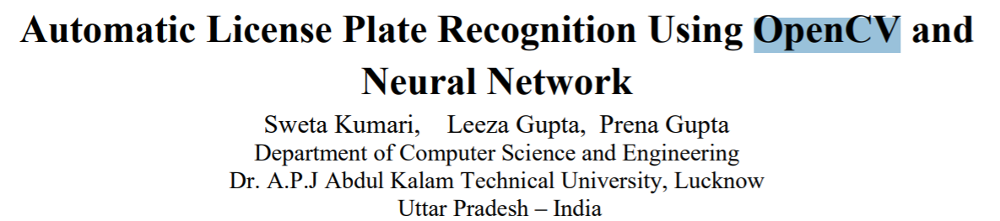 Automatic License Plate Recognition Using OpenCV and
Neural Network
Sweta Kumari, Leeza Gupta, Prena Gupta
Department of Computer Science and Engineering
Dr. A.P.J Abdul Kalam Technical University, Lucknow
Uttar Pradesh – India